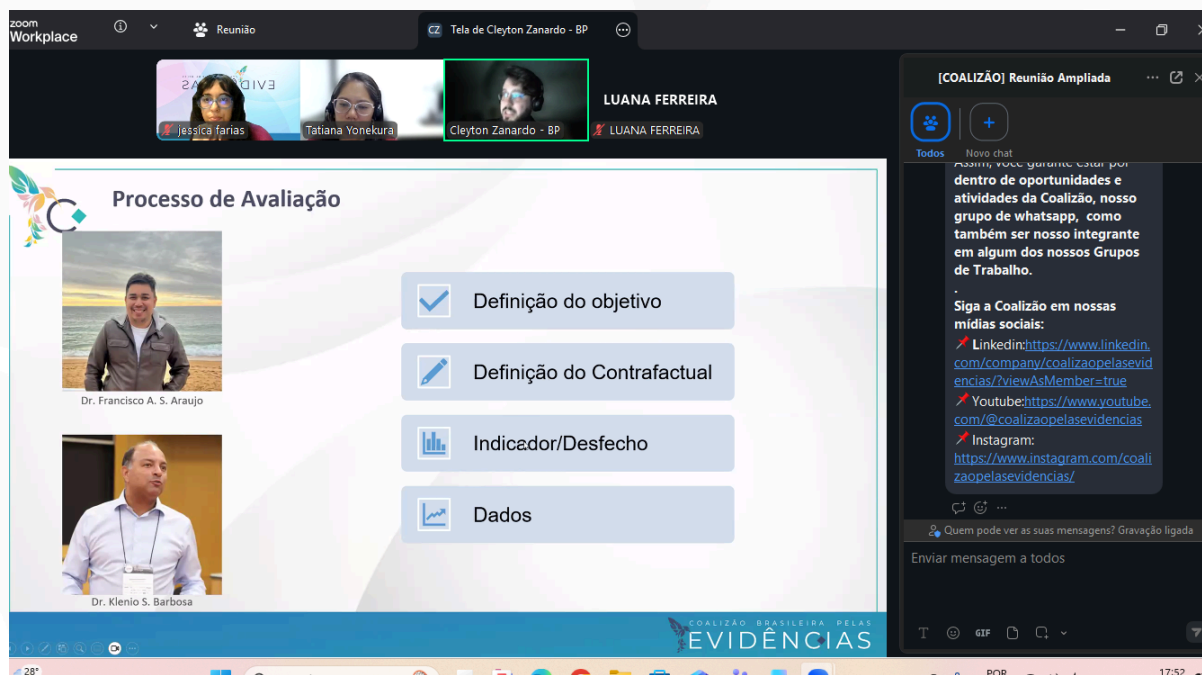 zoom
Workplace
Reunião
CZ Tela de Cleyton Zanardo - BP
EVIDÊNCIAS
jessica farias
Tatiana Yonekura
Cleyton Zanardo - BP
LUANA FERREIRA
LUANA FERREIRA
Processo de Avaliação
Dr. Francisco A. S. Araujo
Dr. Klenio S. Barbosa
Definição do objetivo
Definição do Contrafactual
Indicador/Desfecho
Dados
COALIZÃO BRASILEIRA PELAS
EVIDÊNCIAS
[COALIZÃO] Reunião Ampliada
Todos
Novo chat
Assim, você garante estar por
dentro de oportunidades e
atividades da Coalizão, nosso
grupo de whatsapp, como
também ser nosso integrante
em algum dos nossos Grupos
de Trabalho.
.
Siga a Coalizão em nossas
mídias sociais:
Linkedin:https://www.linkedin.
com/company/coalizaopelasevid
encias/?viewAsMember=true
Youtube:https://www.youtube.
com/@coalizaopelasevidencias
Instagram:
https://www.instagram.com/coali
zaopelasevidencias/
Quem pode ver as suas mensagens? Gravação ligada
Enviar mensagem a todos
GIF
28°
POR
17:52